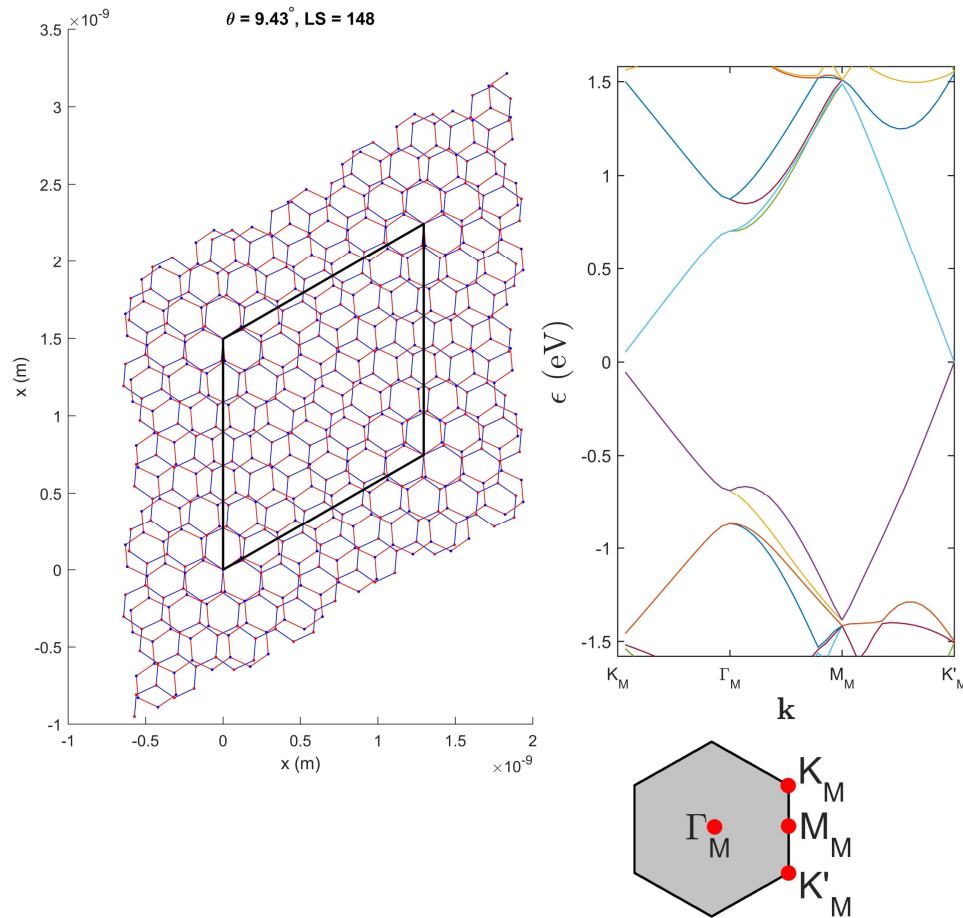 θ = 9.43°, LS = 148
×10⁻⁹
3.5
3
2.5
2
1.5
1
0.5
0
-0.5
-1
x (m)
-1 -0.5 0 0.5 1 1.5 2
x (m)
×10⁻⁹
1.5
1
0.5
0
-0.5
-1
-1.5
ϵ (eV)
K_M Γ_M M_M K'_M
k
K_M
Γ_M
M_M
K'_M